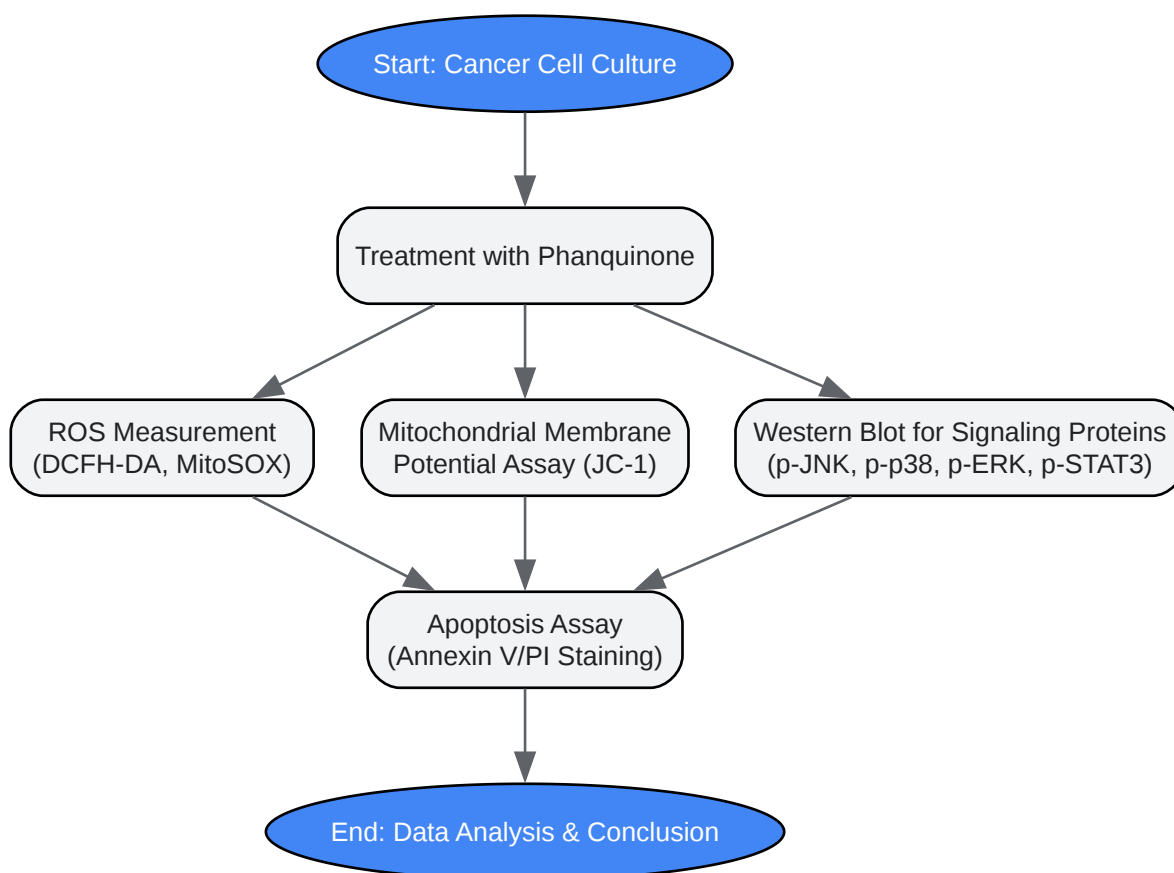 Start: Cancer Cell Culture
Treatment with Phanquinone
ROS Measurement
(DCFH-DA, MitoSOX)
Mitochondrial Membrane
Potential Assay (JC-1)
Western Blot for Signaling Proteins
(p-JNK, p-p38, p-ERK, p-STAT3)
Apoptosis Assay
(Annexin V/PI Staining)
End: Data Analysis & Conclusion